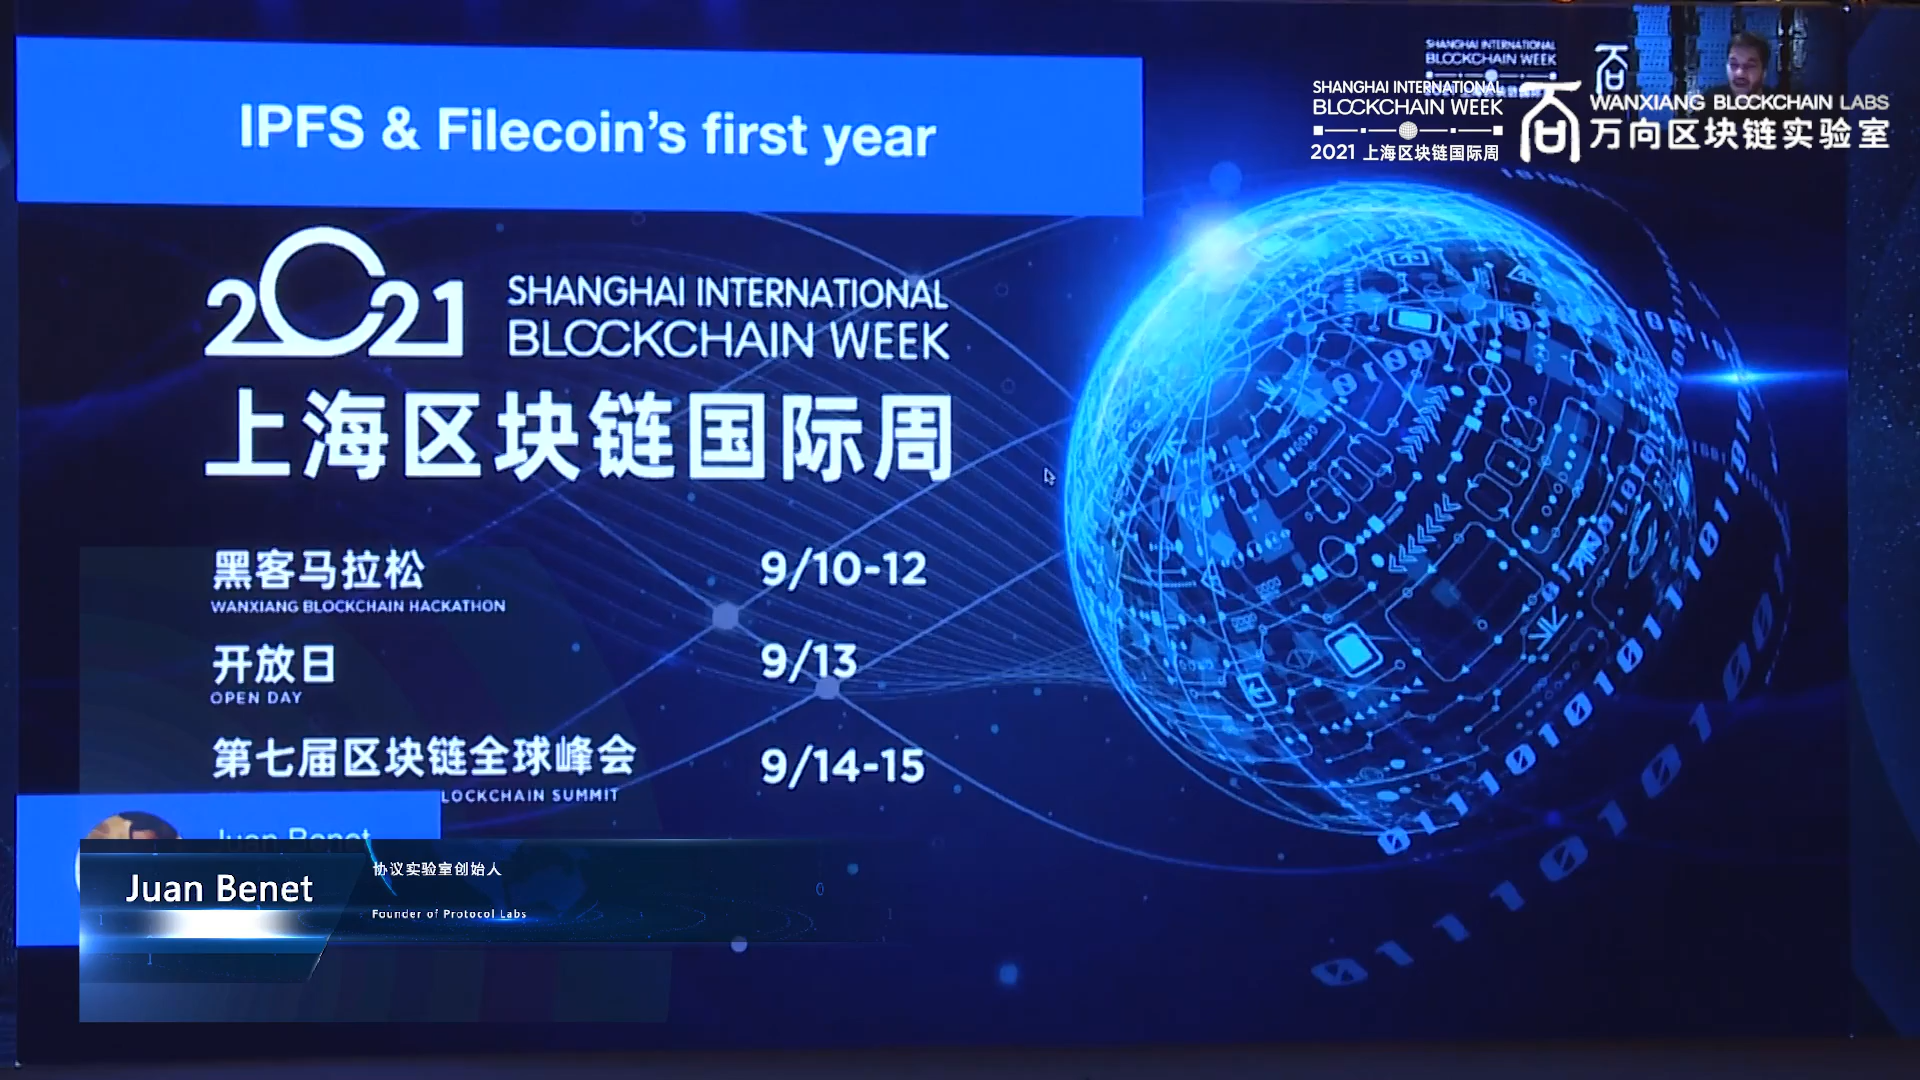 IPFS & Filecoin's first year
SHANGHAI INTERNATIONAL
BLOCKCHAIN WEEK
SHANGHAI INTERNATIONAL
BLOCKCHAIN WEEK
2021 上海区块链国际周
WANXIANG BLOCKCHAIN LABS
万向区块链实验室
2021 SHANGHAI INTERNATIONAL
BLOCKCHAIN WEEK
上海区块链国际周
黑客马拉松 9/10-12
WANXIANG BLOCKCHAIN HACKATHON
开放日 9/13
OPEN DAY
第七届区块链全球峰会 9/14-15
LOCKCHAIN SUMMIT
Juan Benet
Juan Benet
协议实验室创始人
Founder of Protocol Labs